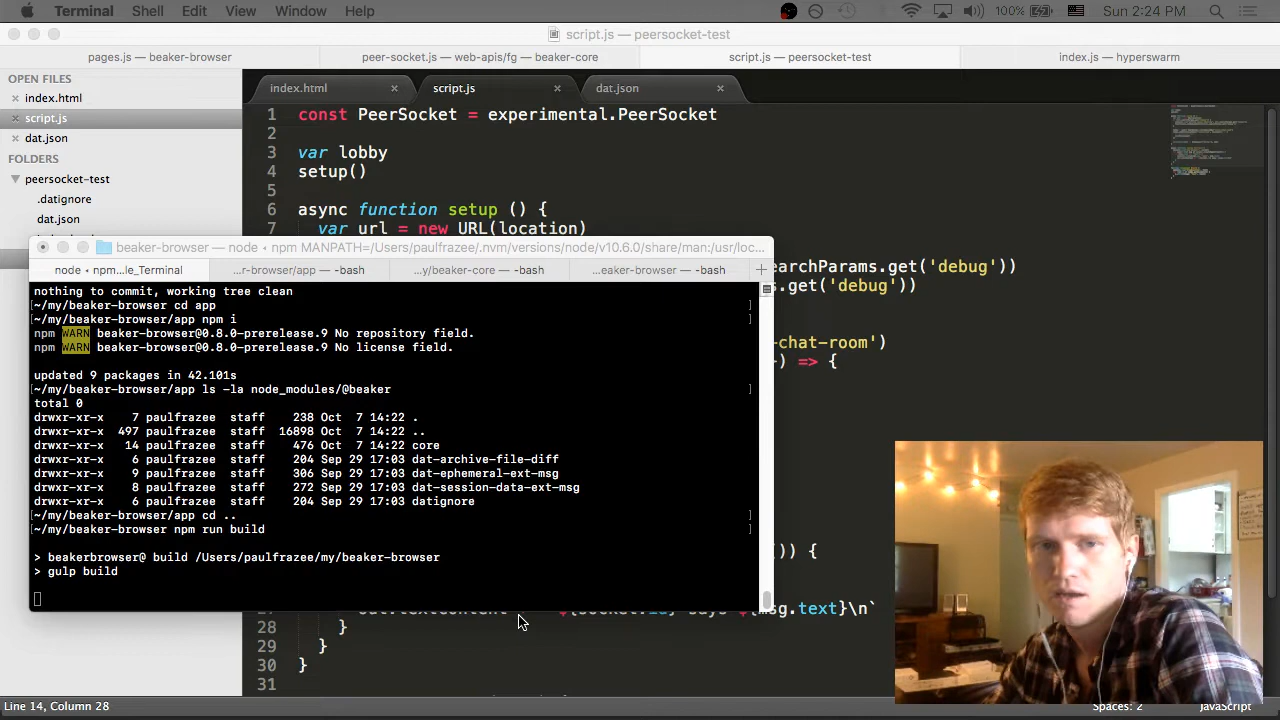 Terminal Shell Edit View Window Help 100% Sun 2:24 PM
script.js — peersocket-test
pages.js — beaker-browser peer-socket.js — web-apis/fg — beaker-core script.js — peersocket-test index.js — hyperswarm
OPEN FILES
index.html
script.js
dat.json
FOLDERS
peersocket-test
.datignore
dat.json
index.html script.js dat.json
1 const PeerSocket = experimental.PeerSocket
2
3 var lobby
4 setup()
5
6 async function setup () {
7 var url = new URL(location)
earchParams.get('debug')
s.get('debug')
-chat-room')
) => {
)) {
says
msg.text}\n`
28 }
29 }
30 }
31
beaker-browser — node ◂ npm MANPATH=/Users/paulfrazee/.nvm/versions/node/v10.6.0/share/man:/usr/loc...
node ◂ npm...le_Terminal ...r-browser/app — -bash ...y/beaker-core — -bash ...eaker-browser — -bash
nothing to commit, working tree clean
[~/my/beaker-browser cd app ]
[~/my/beaker-browser/app npm i ]
npm WARN beaker-browser@0.8.0-prerelease.9 No repository field.
npm WARN beaker-browser@0.8.0-prerelease.9 No license field.
updated 7 packages in 42.101s
[~/my/beaker-browser/app ls -la node_modules/@beaker ]
total 0
drwxr-xr-x 7 paulfrazee staff 238 Oct 7 14:22 .
drwxr-xr-x 497 paulfrazee staff 16898 Oct 7 14:22 ..
drwxr-xr-x 14 paulfrazee staff 476 Oct 7 14:22 core
drwxr-xr-x 6 paulfrazee staff 204 Sep 29 17:03 dat-archive-file-diff
drwxr-xr-x 9 paulfrazee staff 306 Sep 29 17:03 dat-ephemeral-ext-msg
drwxr-xr-x 8 paulfrazee staff 272 Sep 29 17:03 dat-session-data-ext-msg
drwxr-xr-x 6 paulfrazee staff 204 Sep 29 17:03 datignore
[~/my/beaker-browser/app cd .. ]
[~/my/beaker-browser npm run build ]
> beakerbrowser@ build /Users/paulfrazee/my/beaker-browser
> gulp build
Line 14, Column 28 Spaces: 2 JavaScript